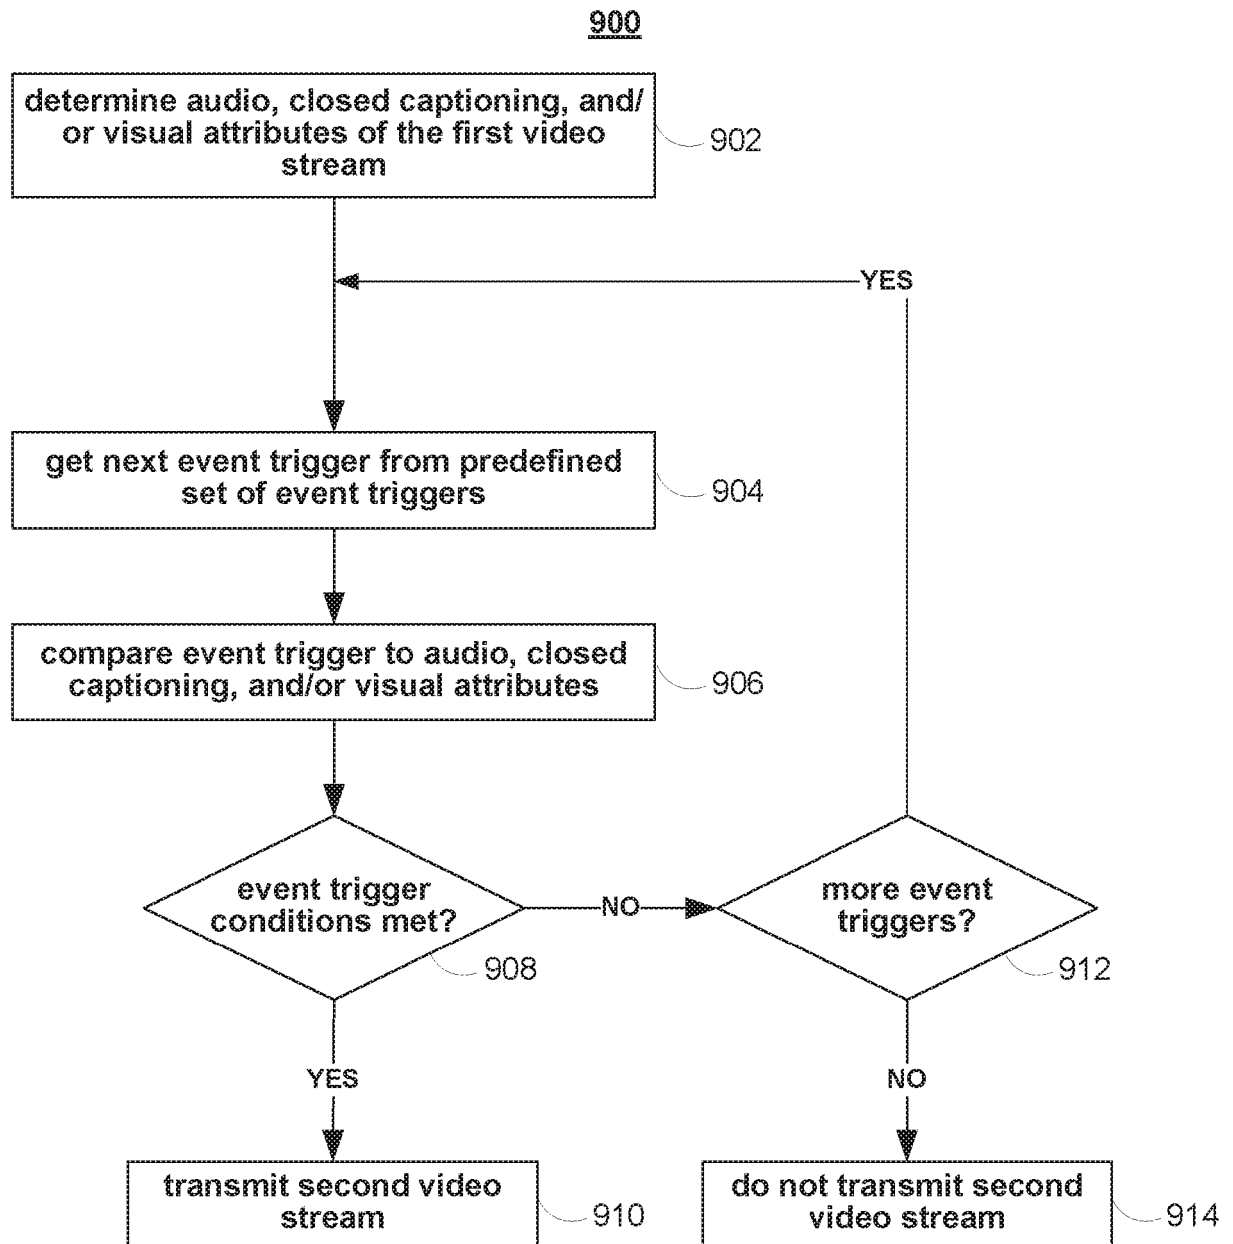 900
determine audio, closed captioning, and/
or visual attributes of the first video
stream
902
YES
get next event trigger from predefined
set of event triggers
904
compare event trigger to audio, closed
captioning, and/or visual attributes
906
event trigger
conditions met?
908
NO
more event
triggers?
912
YES
NO
transmit second video
stream
910
do not transmit second
video stream
914